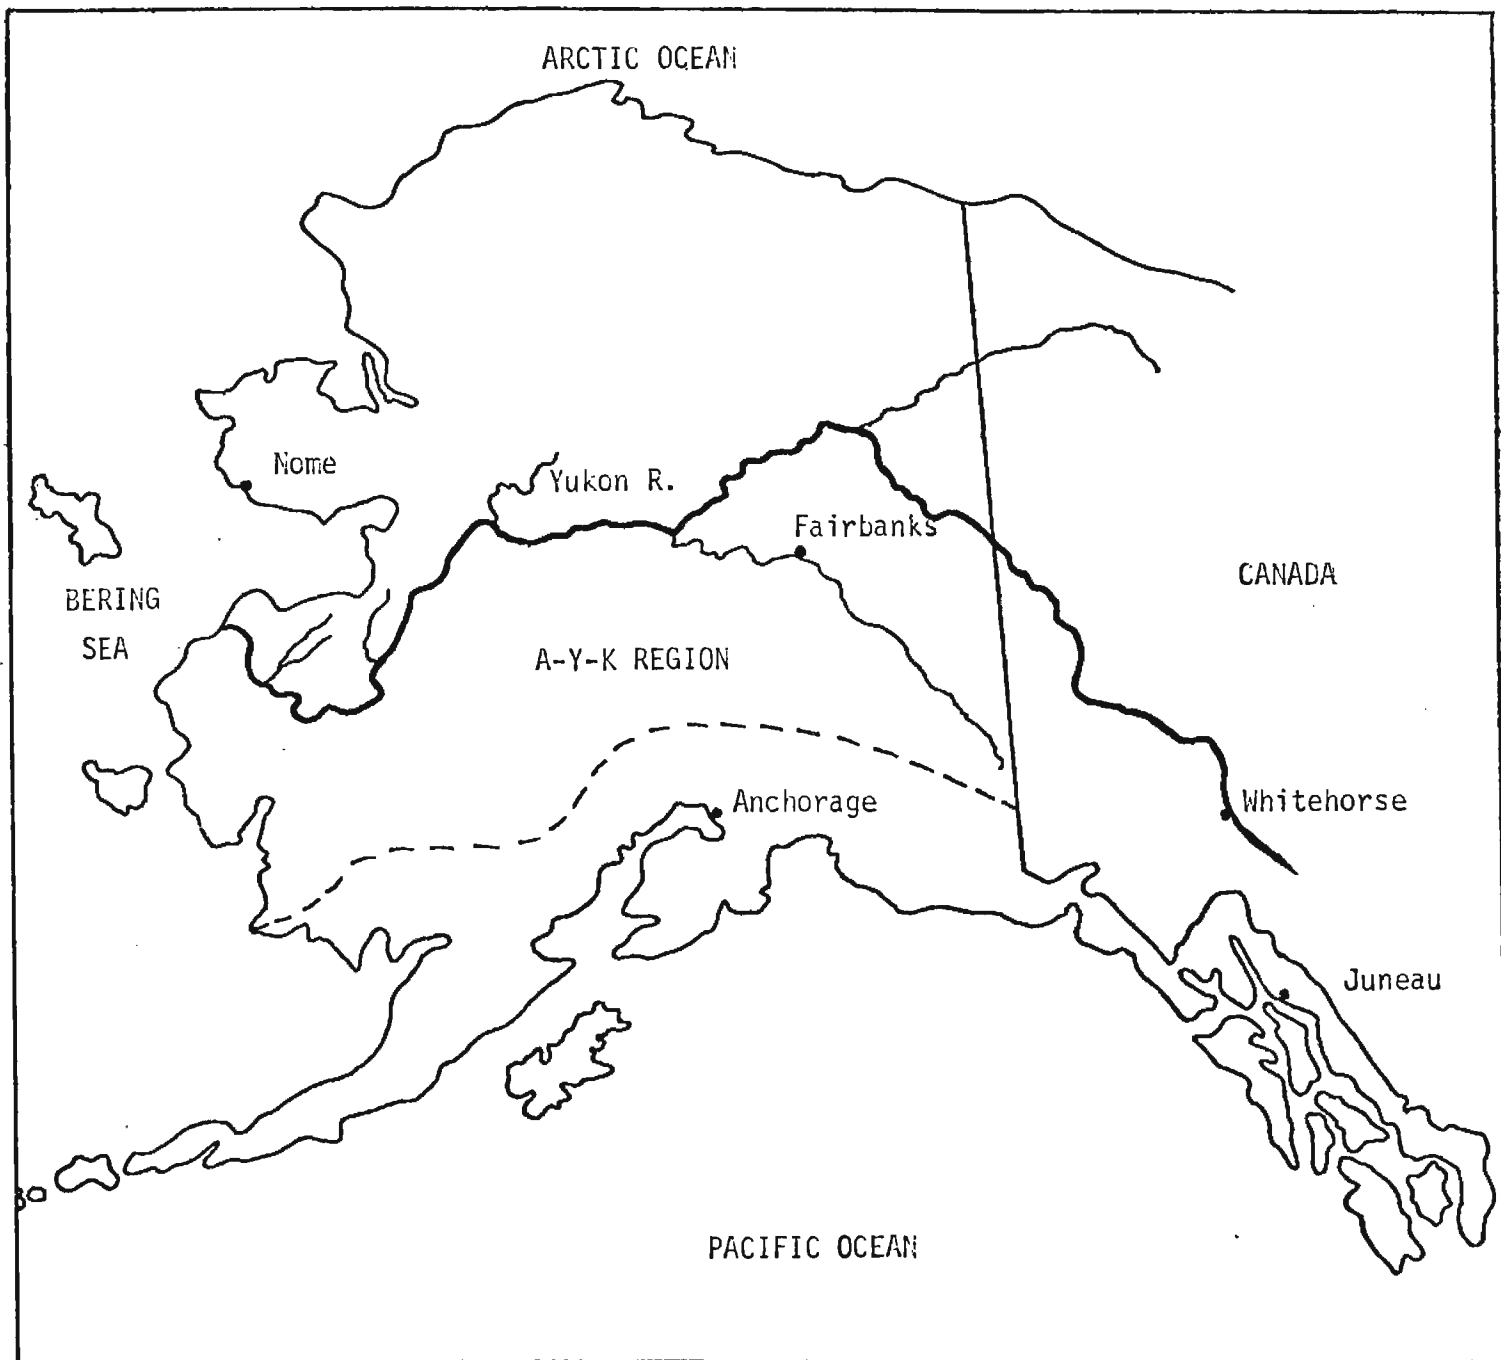 ARCTIC OCEAN
Nome
Yukon R.
Fairbanks
CANADA
BERING
SEA
A-Y-K REGION
Anchorage
Whitehorse
Juneau
PACIFIC OCEAN